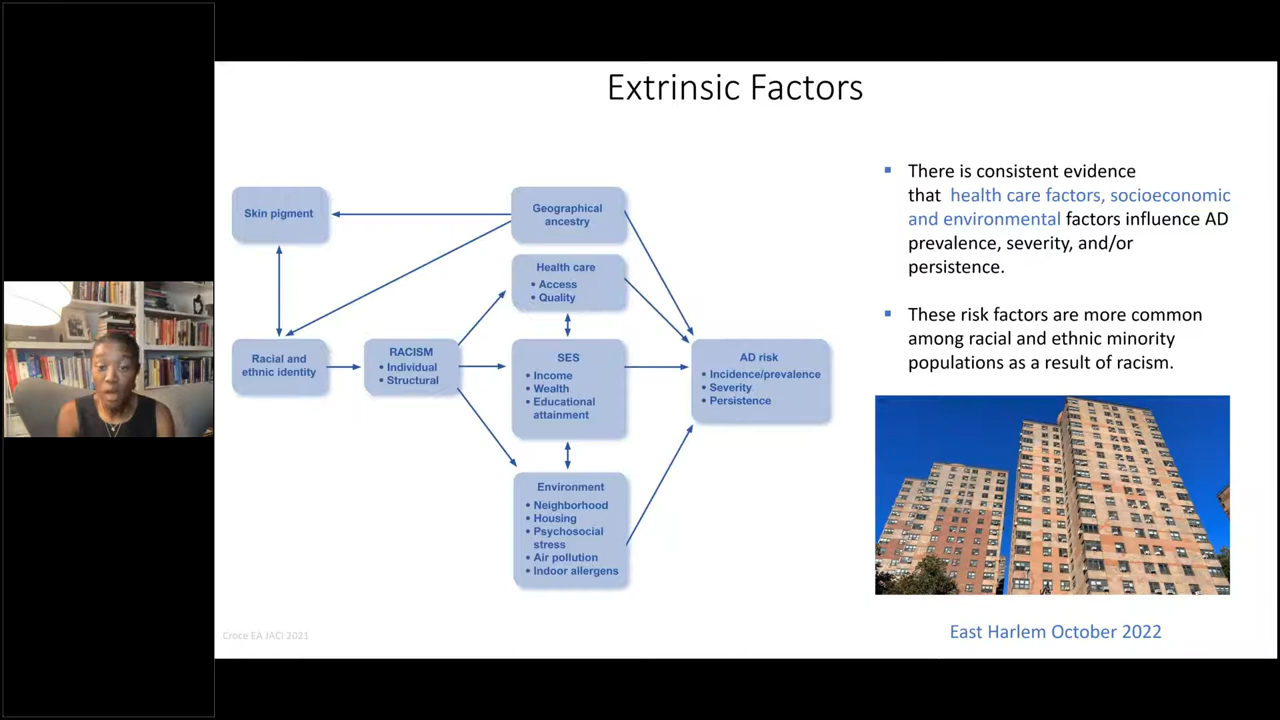 Extrinsic Factors
Skin pigment
Geographical
ancestry
Health care
• Access
• Quality
Racial and
ethnic identity
RACISM
• Individual
• Structural
SES
• Income
• Wealth
• Educational
attainment
AD risk
• Incidence/prevalence
• Severity
• Persistence
Environment
• Neighborhood
• Housing
• Psychosocial
stress
• Air pollution
• Indoor allergens
Croce EA JACI 2021
▪ There is consistent evidence
that health care factors, socioeconomic
and environmental factors influence AD
prevalence, severity, and/or
persistence.
▪ These risk factors are more common
among racial and ethnic minority
populations as a result of racism.
East Harlem October 2022